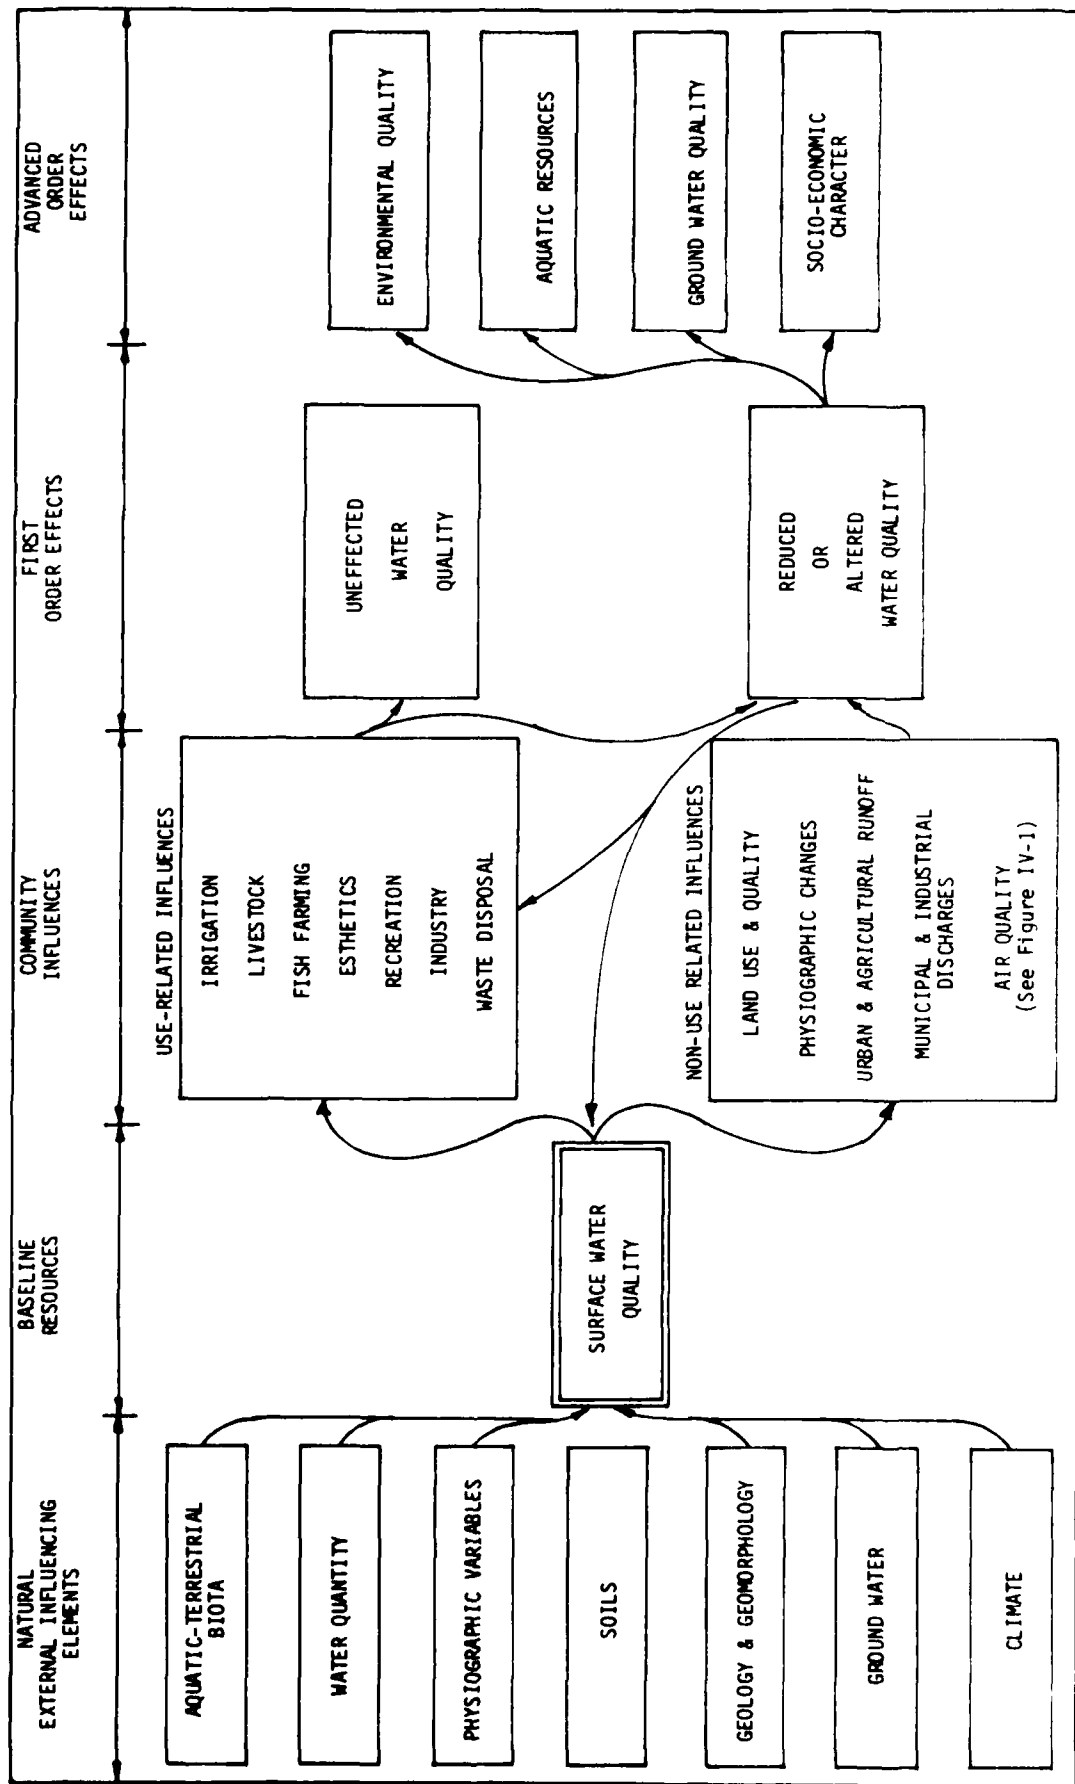 NATURAL
EXTERNAL INFLUENCING
ELEMENTS
BASELINE
RESOURCES
COMMUNITY
INFLUENCES
FIRST
ORDER EFFECTS
ADVANCED
ORDER
EFFECTS
AQUATIC-TERRESTRIAL
BIOTA
WATER QUANTITY
PHYSIOGRAPHIC VARIABLES
SOILS
GEOLOGY & GEOMORPHOLOGY
GROUND WATER
CLIMATE
SURFACE WATER
QUALITY
USE-RELATED INFLUENCES
IRRIGATION
LIVESTOCK
FISH FARMING
ESTHETICS
RECREATION
INDUSTRY
WASTE DISPOSAL
NON-USE RELATED INFLUENCES
LAND USE & QUALITY
PHYSIOGRAPHIC CHANGES
URBAN & AGRICULTURAL RUNOFF
MUNICIPAL & INDUSTRIAL
DISCHARGES
AIR QUALITY
(See Figure IV-1)
UNEFFECTED
WATER
QUALITY
REDUCED
OR
ALTERED
WATER QUALITY
ENVIRONMENTAL QUALITY
AQUATIC RESOURCES
GROUND WATER QUALITY
SOCIO-ECONOMIC
CHARACTER